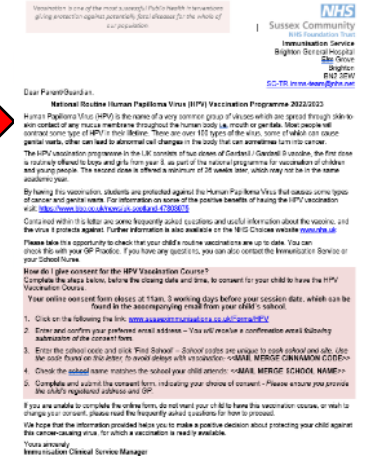 Vaccination is one of the most successful Public Health interventions
giving protection against potentially fatal diseases for the whole of
our population
NHS
Sussex Community
NHS Foundation Trust
Immunisation Service
Brighton General Hospital
Elm Grove
Brighton
BN2 3EW
SC-TR.imms-team@nhs.net
Dear Parent/Guardian,
National Routine Human Papilloma Virus (HPV) Vaccination Programme 2022/2023
Human Papilloma Virus (HPV) is the name of a very common group of viruses which are spread through skin-to-
skin contact of any mucous membrane throughout the human body i.e. mouth or genitals. Most people will
contract some type of HPV in their lifetime. There are over 100 types of the virus, some of which can cause
genital warts, other can lead to abnormal cell changes in the body that can sometimes turn into cancer.
The HPV vaccination programme in the UK consists of two doses of Gardasil / Gardasil 9 vaccine, the first dose
is routinely offered to boys and girls from year 8, as part of the national programme for vaccination of children
and young people. The second dose is offered a minimum of 26 weeks later, which may not be in the same
academic year.
By having this vaccination, students are protected against the Human Papilloma Virus that causes some types
of cancer and genital warts. For information on some of the positive benefits of having the HPV vaccination
visit: https://www.bbc.co.uk/news/uk-scotland-47803975
Contained within this letter are some frequently asked questions and useful information about the vaccine, and
the virus it protects against. Further information is also available on the NHS Choices website www.nhs.uk
Please take this opportunity to check that your child's routine vaccinations are up to date. You can
check this with your GP Practice. If you have any questions, you can also contact the Immunisation Service or
your School Nurse.
How do I give consent for the HPV Vaccination Course?
Complete the steps below, before the closing date and time, to consent for your child to have the HPV
Vaccination Course.
Your online consent form closes at 11am, 3 working days before your session date, which can be
found in the accompanying email from your child's school.
1. Click on the following the link: www.susseximmunisations.co.uk/Forms/HPV
2. Enter and confirm your preferred email address – You will receive a confirmation email following
submission of the consent form.
3. Enter the school code and click 'Find School' – School codes are unique to each school and site. Use
the code found on this letter, to avoid delays with vaccination- <<MAIL MERGE CINNAMON CODE>>
4. Check the school name matches the school your child attends: <<MAIL MERGE SCHOOL NAME>>
5. Complete and submit the consent form, indicating your choice of consent - Please ensure you provide
the child's registered address and GP.
If you are unable to complete the online form, do not want your child to have this vaccination course, or wish to
change your consent, please read the frequently asked questions for how to proceed.
We hope that the information provided helps you to make a positive decision about protecting your child against
this cancer-causing virus, for which a vaccination is readily available.
Yours sincerely
Immunisation Clinical Service Manager